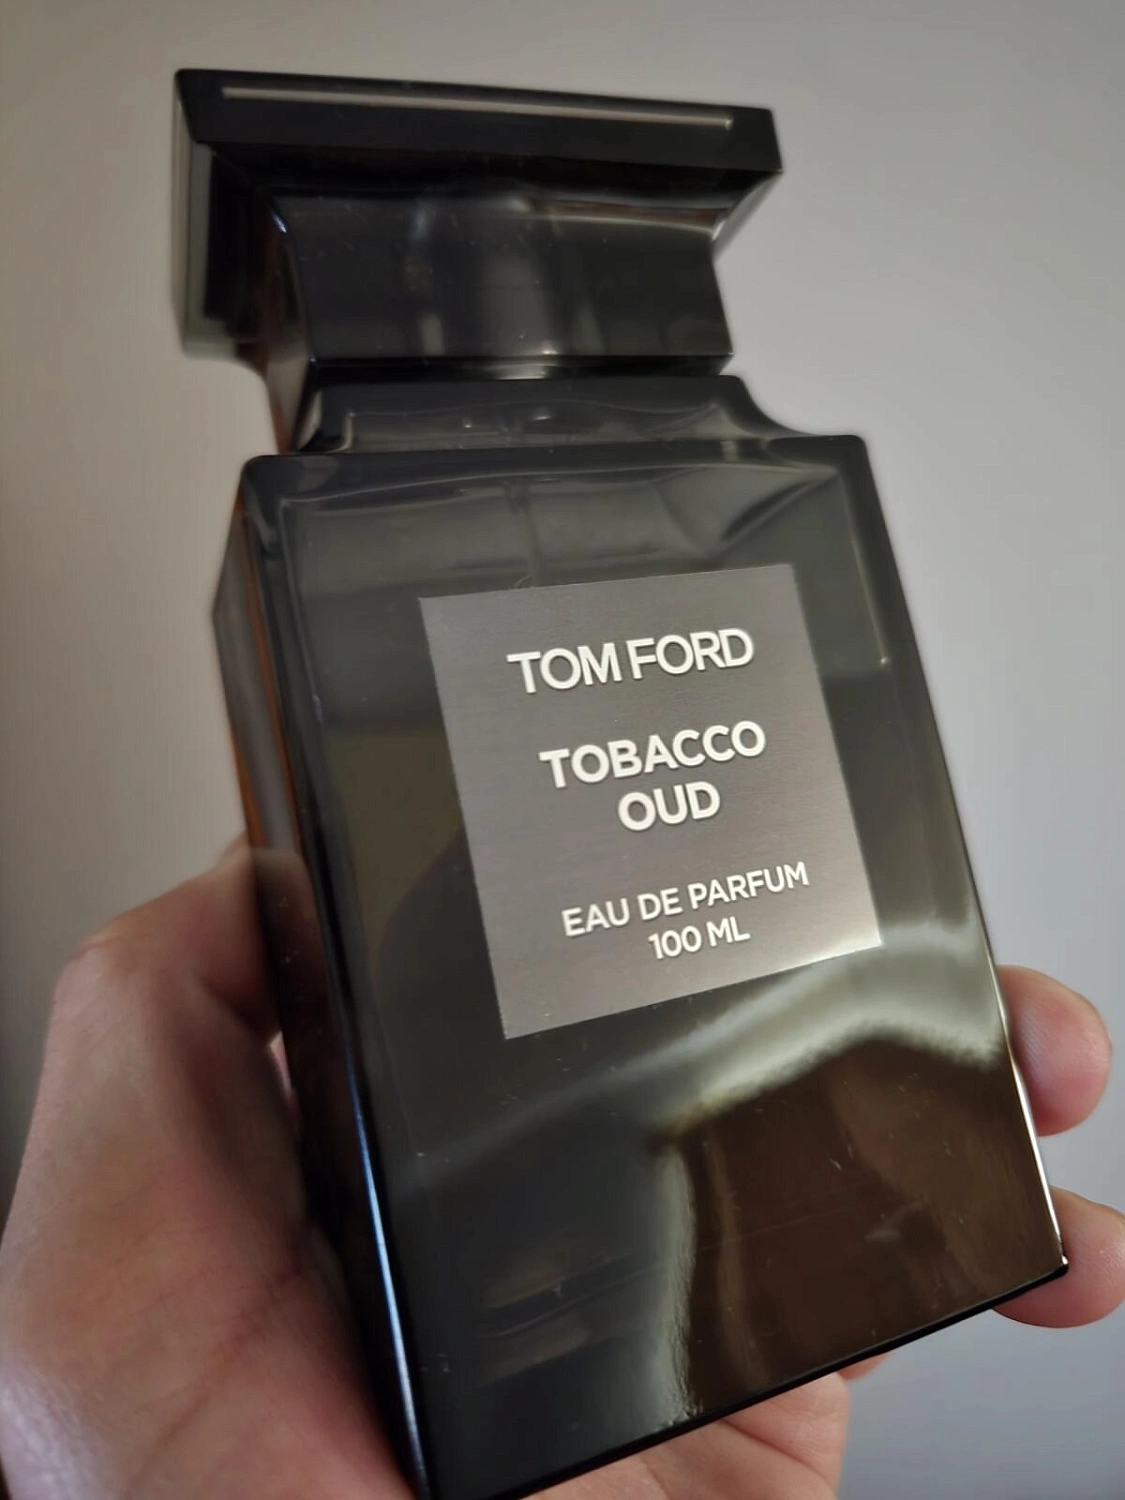 TOM FORD
TOBACCO
OUD
EAU DE PARFUM
100 ML